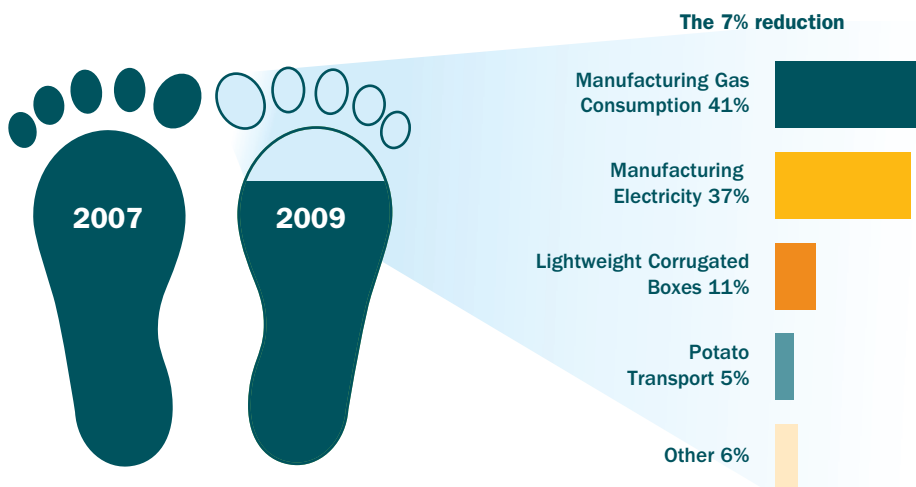 The 7% reduction
Manufacturing Gas
Consumption 41%
Manufacturing
Electricity 37%
2007
2009
Lightweight Corrugated
Boxes 11%
Potato
Transport 5%
Other 6%